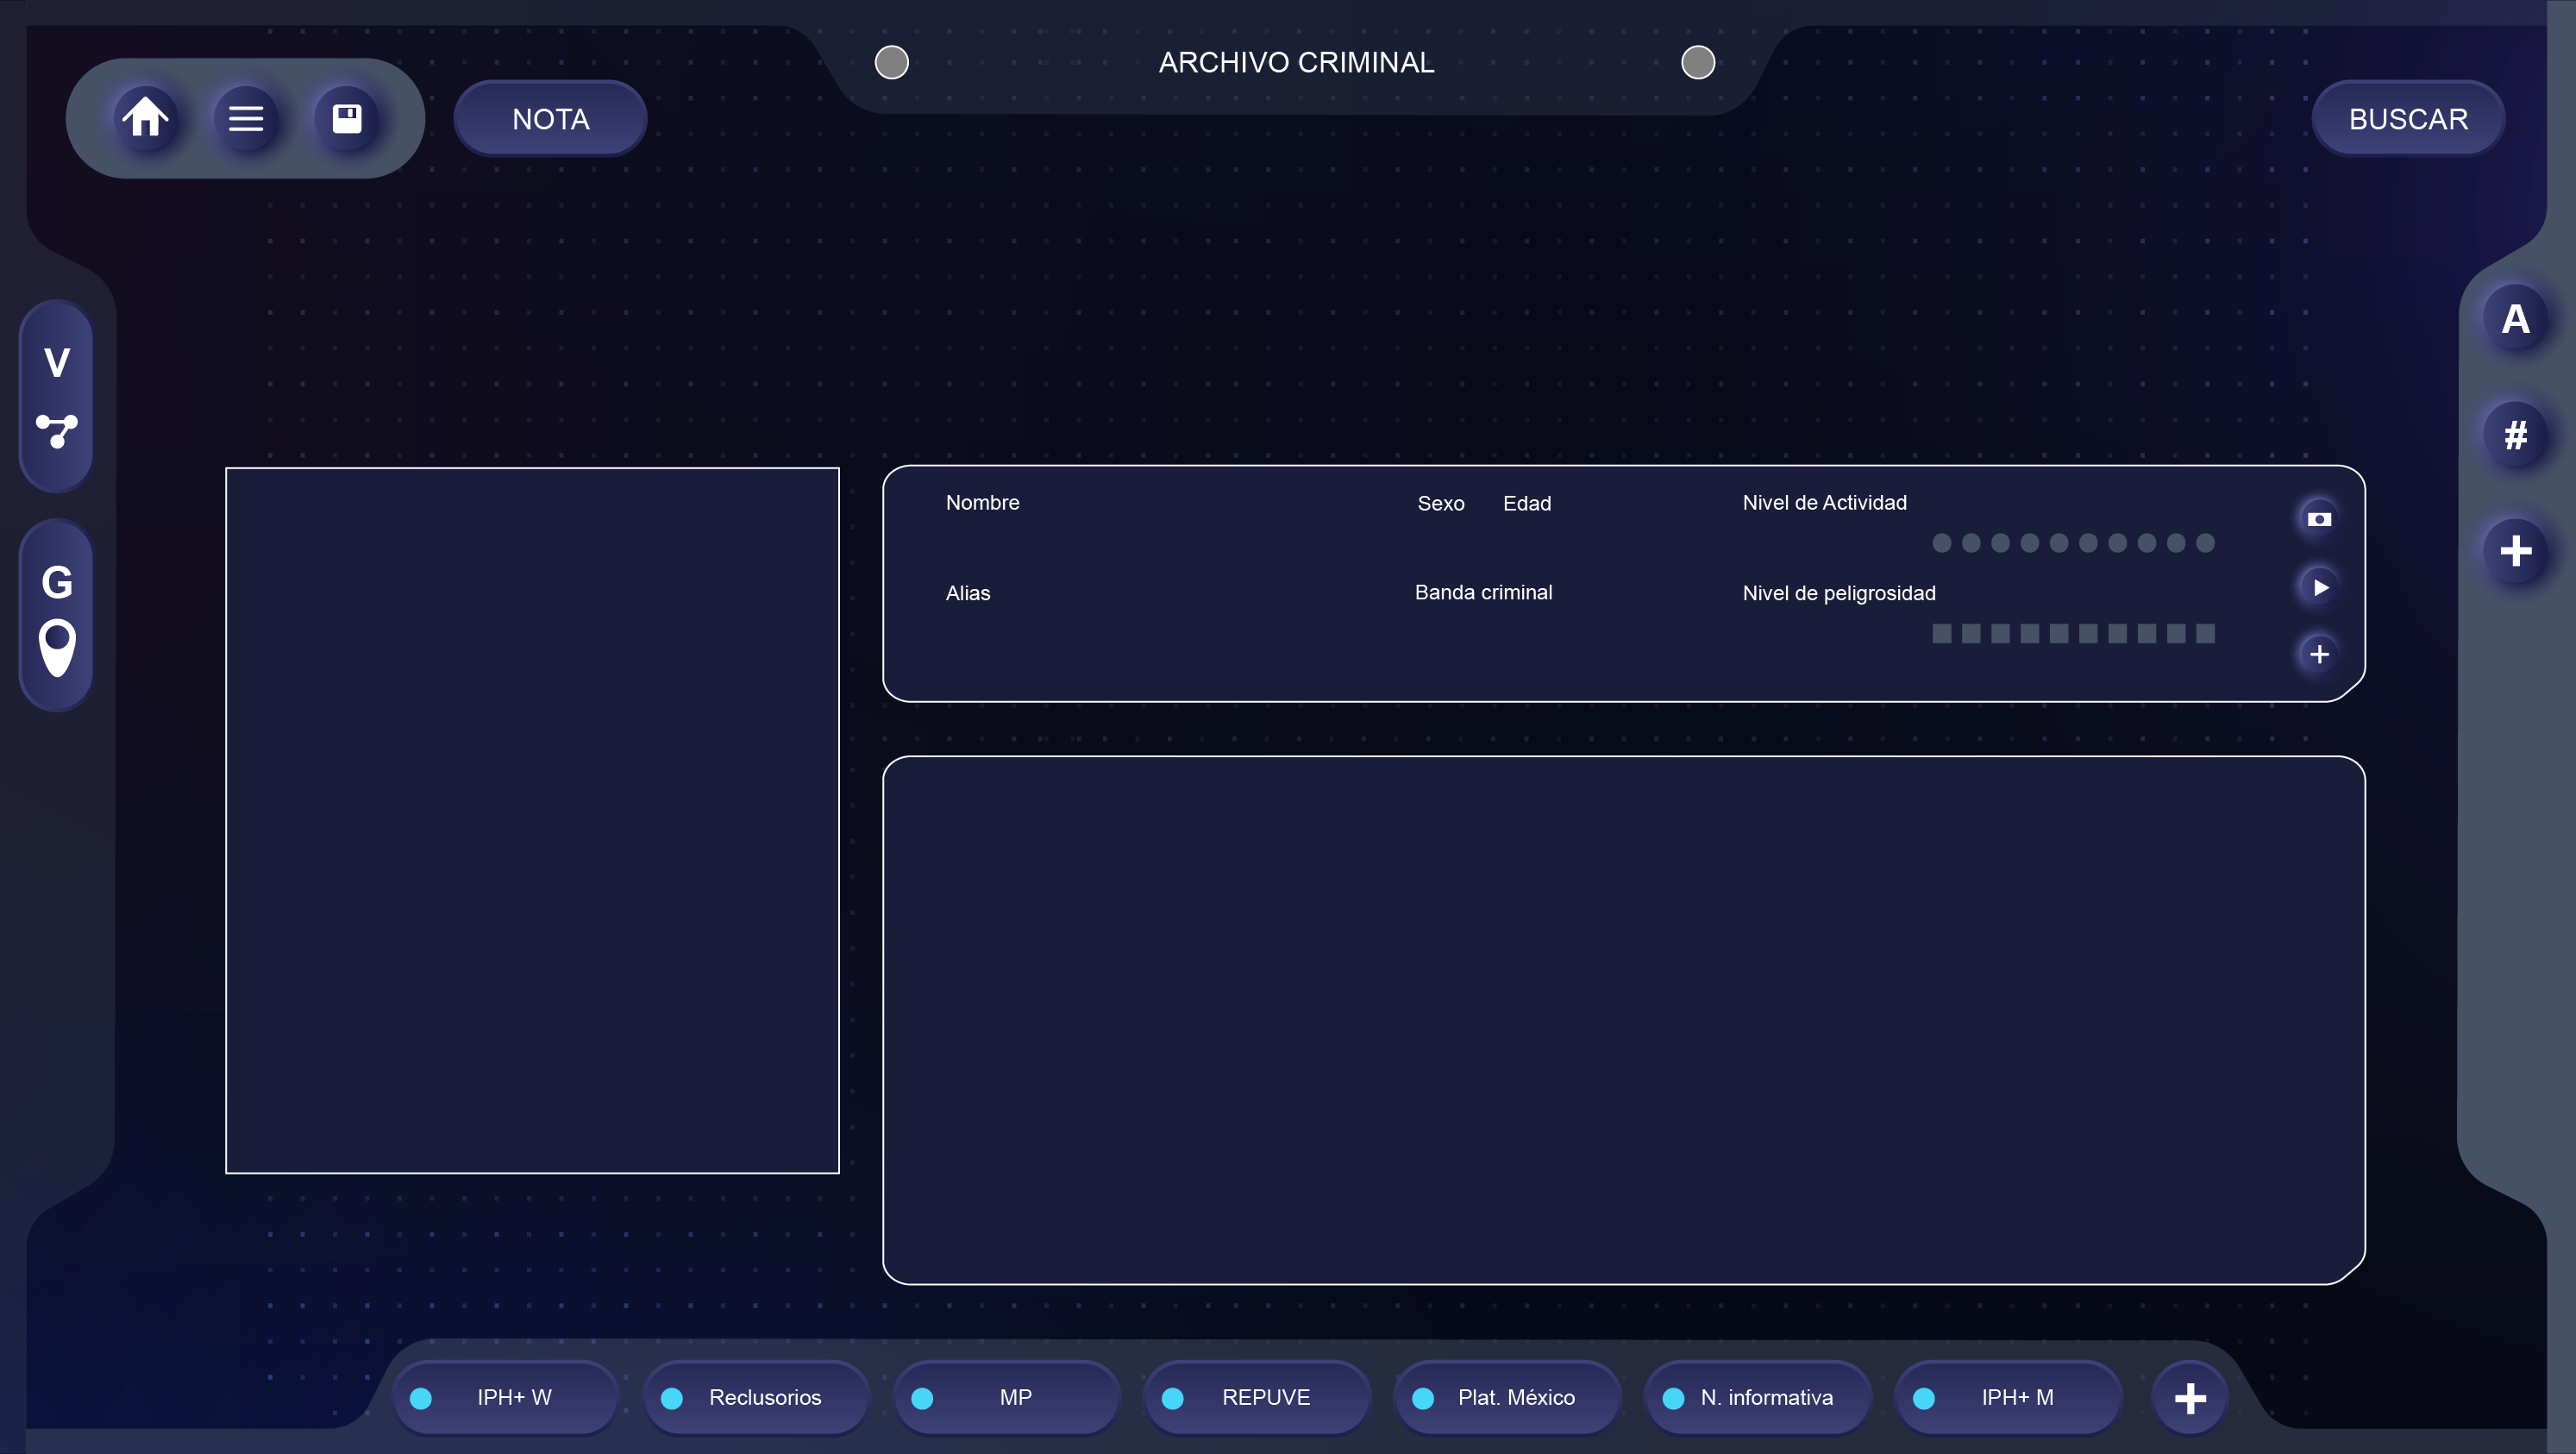 ARCHIVO CRIMINAL
NOTA
BUSCAR
V
G
A
#
Nombre
Sexo Edad
Nivel de Actividad
Alias
Banda criminal
Nivel de peligrosidad
IPH+ W
Reclusorios
MP
REPUVE
Plat. México
N. informativa
IPH+ M